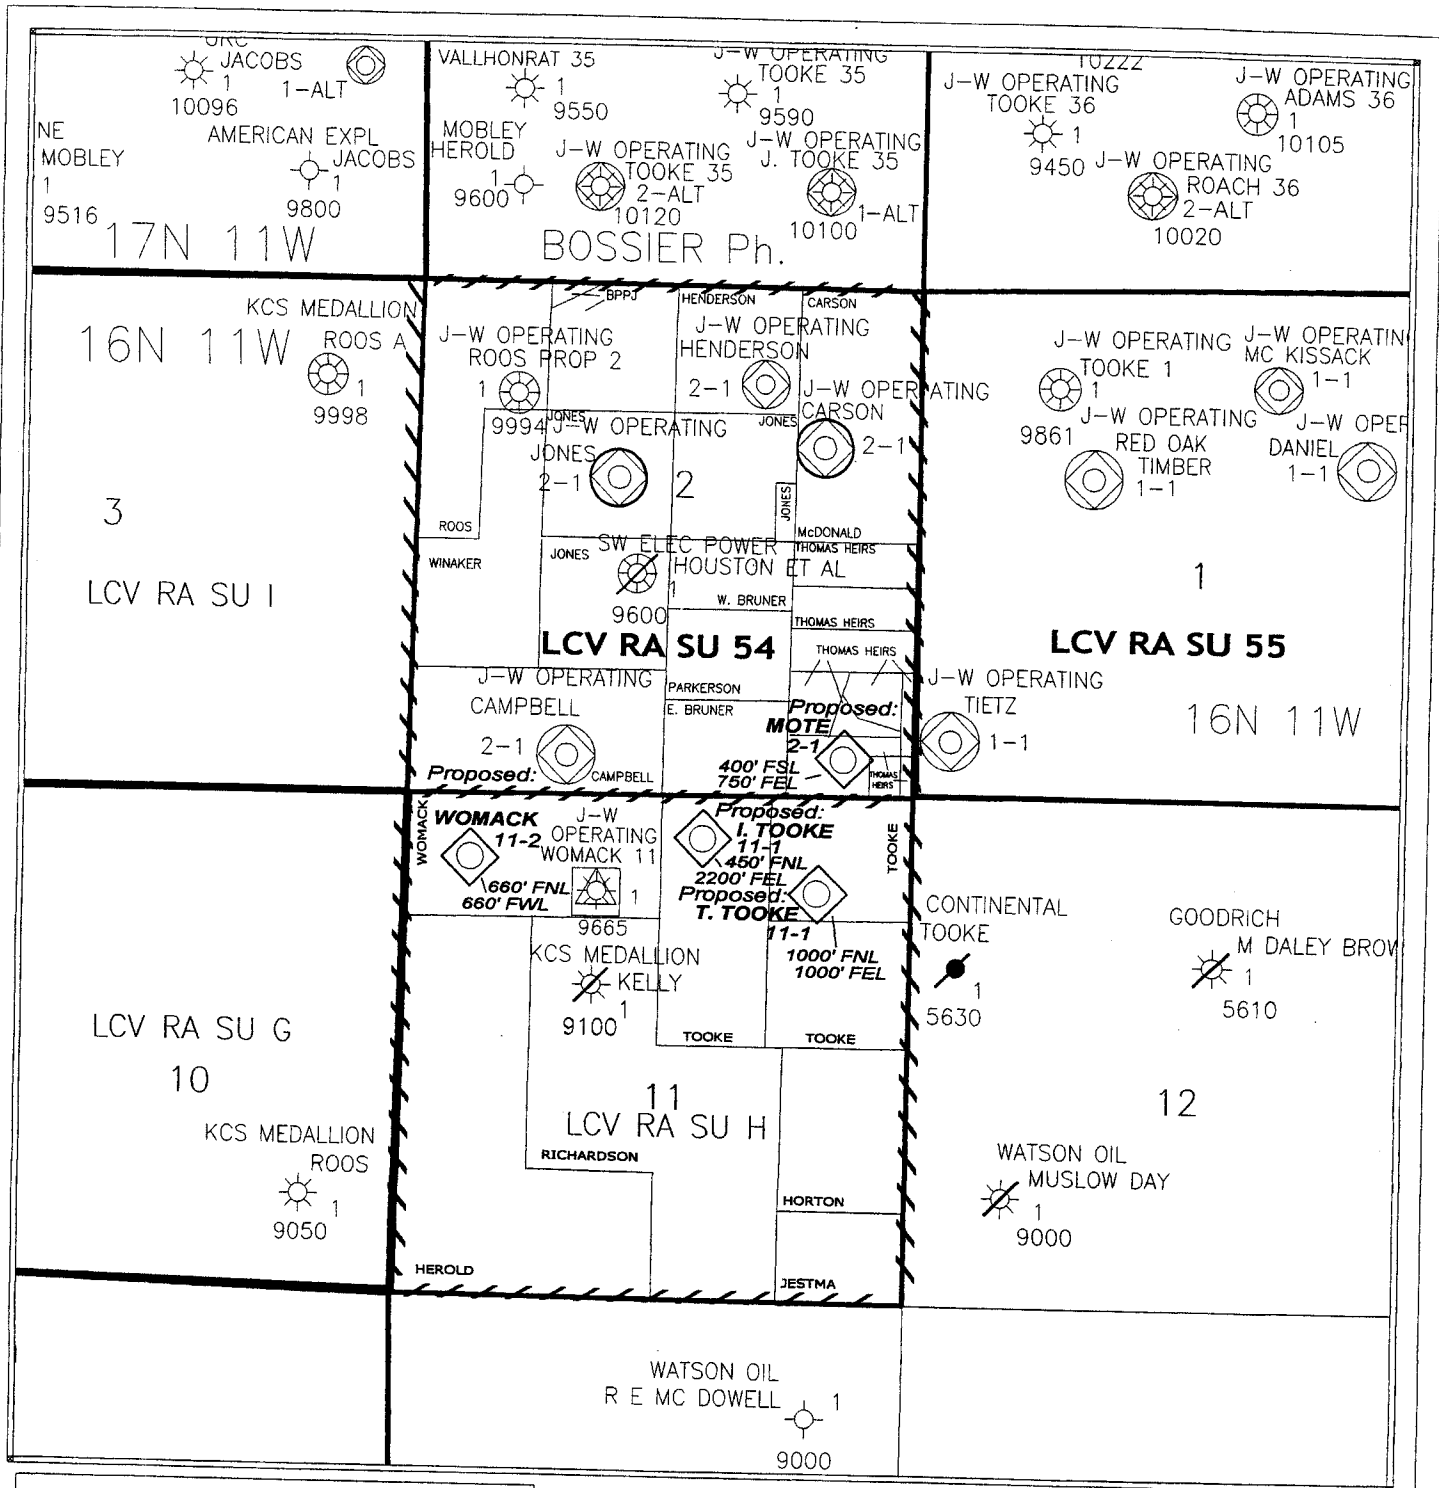 JACOBS
1
10096
1-ALT
NE
MOBLEY
1
9516
AMERICAN EXPL
JACOBS
1
9800
17N 11W
VALLHONRAT 35
1
9550
MOBLEY
HEROLD
1
9600
J-W OPERATING
TOOKE 35
2-ALT
10120
J-W OPERATING
TOOKE 35
1
9590
J-W OPERATING
J. TOOKE 35
1-ALT
10100
BOSSIER Ph.
10222
J-W OPERATING
TOOKE 36
1
9450
J-W OPERATING
ADAMS 36
1
10105
J-W OPERATING
ROACH 36
2-ALT
10020
KCS MEDALLION
ROOS A
1
9998
16N 11W
3
LCV RA SU I
BPPJ
HENDERSON
CARSON
J-W OPERATING
ROOS PROP 2
1
9994
J-W OPERATING
HENDERSON
2-1
J-W OPERATING
CARSON
2-1
JONES
J-W OPERATING
JONES
2-1
JONES
2
JONES
ROOS
WINAKER
JONES
McDONALD
THOMAS HEIRS
SW ELEC POWER
HOUSTON ET AL
1
9600
W. BRUNER
THOMAS HEIRS
LCV RA SU 54
THOMAS HEIRS
J-W OPERATING
CAMPBELL
2-1
CAMPBELL
PARKERSON
E. BRUNER
Proposed:
MOTE
2-1
400' FSL
750' FEL
THOMAS
HEIRS
J-W OPERATING
TOOKE 1
1
9861
J-W OPERATIN
MC KISSACK
1-1
J-W OPERATING
RED OAK
TIMBER
1-1
J-W OPER
DANIEL
1-1
1
LCV RA SU 55
J-W OPERATING
TIETZ
1-1
16N 11W
Proposed:
WOMACK
WOMACK
11-2
660' FNL
660' FWL
J-W
OPERATING
WOMACK 11
1
9665
Proposed:
I. TOOKE
11-1
450' FNL
2200' FEL
Proposed:
T. TOOKE
11-1
1000' FNL
1000' FEL
TOOKE
KCS MEDALLION
KELLY
1
9100
TOOKE
TOOKE
CONTINENTAL
TOOKE
1
5630
GOODRICH
M DALEY BROW
1
5610
LCV RA SU G
10
KCS MEDALLION
ROOS
1
9050
11
LCV RA SU H
RICHARDSON
HORTON
HEROLD
JESTMA
12
WATSON OIL
MUSLOW DAY
1
9000
WATSON OIL
R E MC DOWELL
1
9000